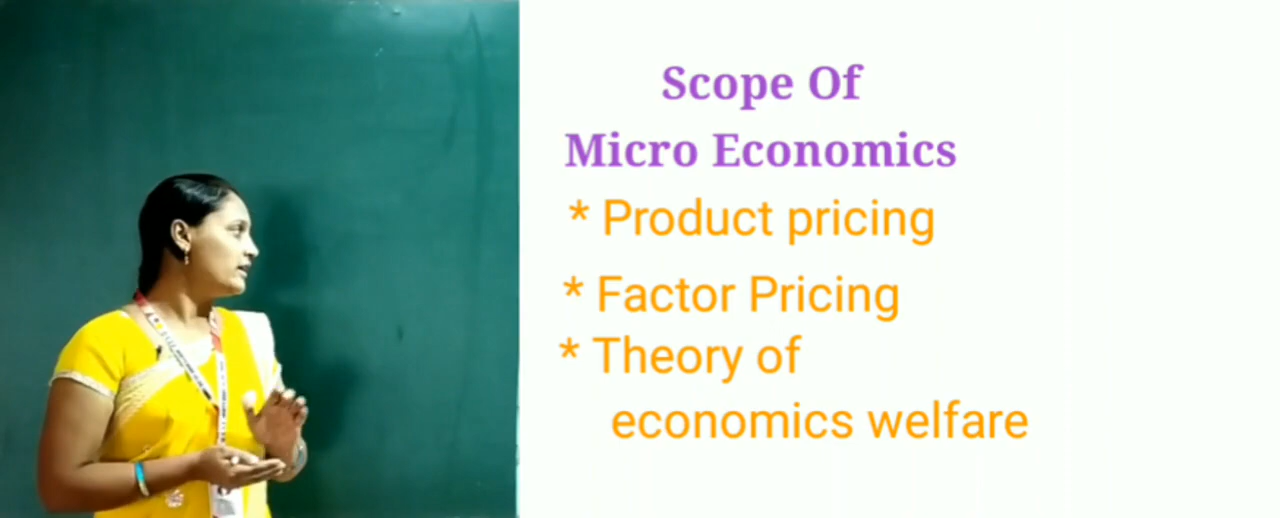 Scope Of
Micro Economics
* Product pricing
* Factor Pricing
* Theory of
economics welfare